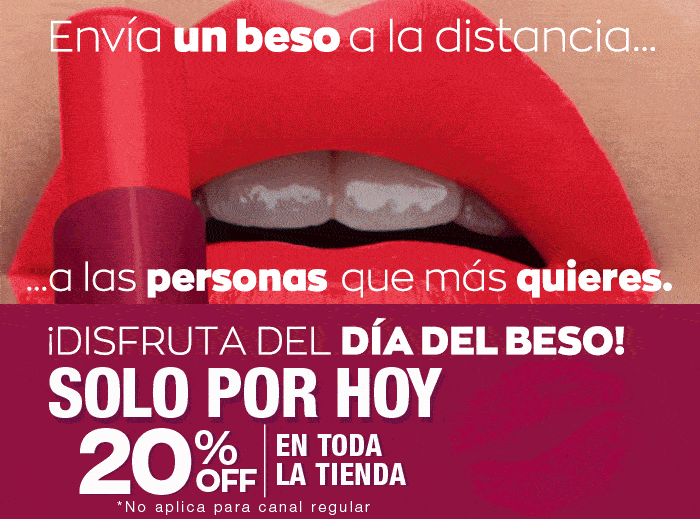 Envía un beso a la distancia...
...a las personas que más quieres.
¡DISFRUTA DEL DÍA DEL BESO!
SOLO POR HOY
20% OFF
EN TODA
LA TIENDA
*No aplica para canal regular